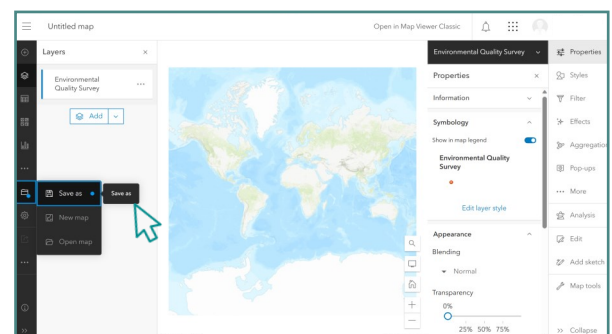 Untitled map
Open in Map Viewer Classic
Layers
Environmental
Quality Survey
Add
Save as
Save as
New map
Open map
Environmental Quality Survey
Properties
Information
Symbology
Show in map legend
Environmental Quality
Survey
Edit layer style
Appearance
Blending
Normal
Transparency
0%
25% 50% 75%
Properties
Styles
Filter
Effects
Aggregation
Pop-ups
More
Analysis
Edit
Add sketch
Map tools
Collapse